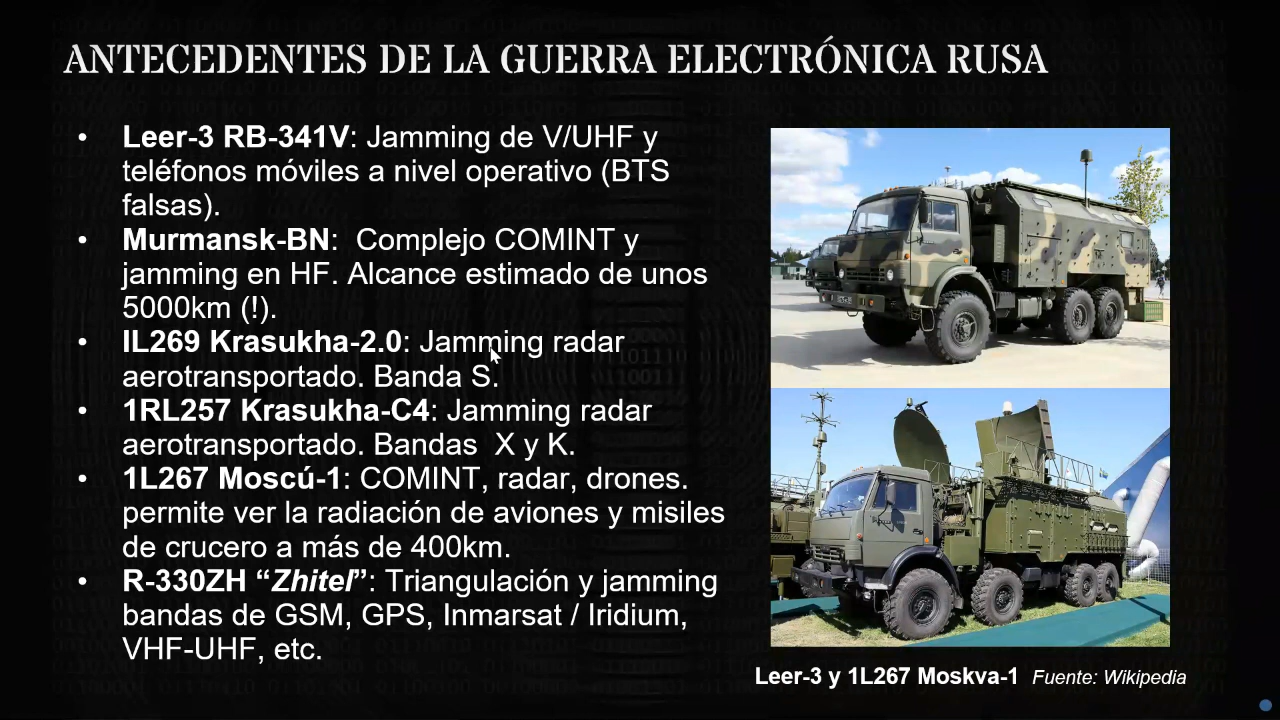 ANTECEDENTES DE LA GUERRA ELECTRÓNICA RUSA
• Leer-3 RB-341V: Jamming de V/UHF y
teléfonos móviles a nivel operativo (BTS
falsas).
• Murmansk-BN: Complejo COMINT y
jamming en HF. Alcance estimado de unos
5000km (!).
• IL269 Krasukha-2.0: Jamming radar
aerotransportado. Banda S.
• 1RL257 Krasukha-C4: Jamming radar
aerotransportado. Bandas X y K.
• 1L267 Moscú-1: COMINT, radar, drones.
permite ver la radiación de aviones y misiles
de crucero a más de 400km.
• R-330ZH “Zhitel”: Triangulación y jamming
bandas de GSM, GPS, Inmarsat / Iridium,
VHF-UHF, etc.
Leer-3 y 1L267 Moskva-1 Fuente: Wikipedia